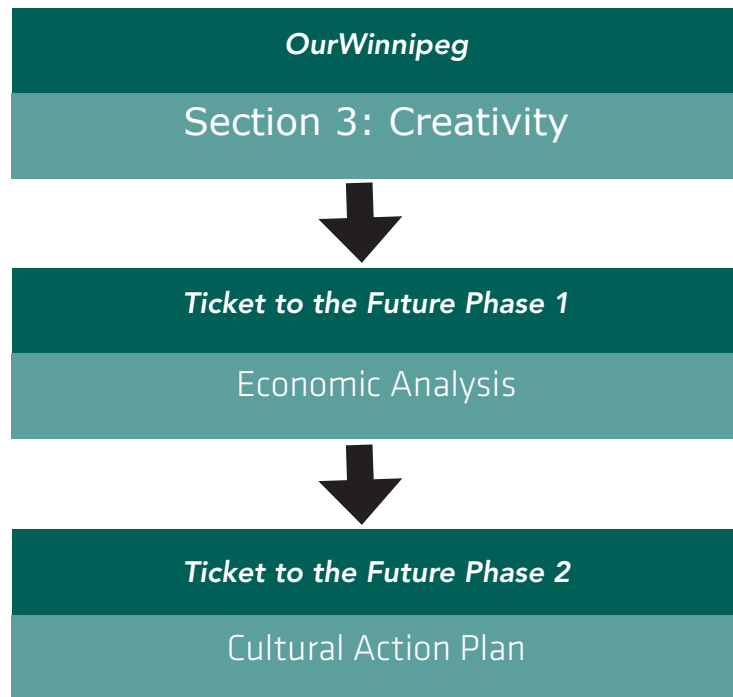 OurWinnipeg
Section 3: Creativity
Ticket to the Future Phase 1
Economic Analysis
Ticket to the Future Phase 2
Cultural Action Plan